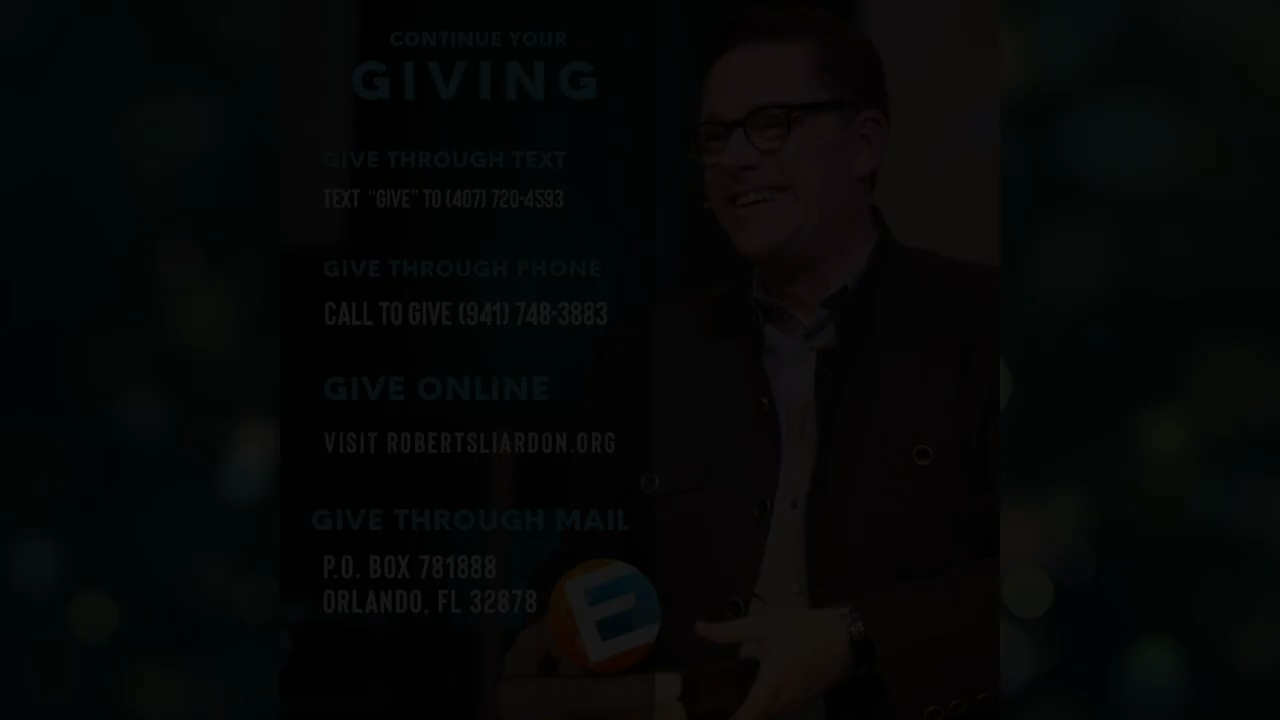 CONTINUE YOUR
GIVING
GIVE THROUGH TEXT
TEXT "GIVE" TO (407) 720-4593
GIVE THROUGH PHONE
CALL TO GIVE (941) 748-3883
GIVE ONLINE
VISIT ROBERTSLIARDON.ORG
GIVE THROUGH MAIL
P.O. BOX 781888
ORLANDO, FL 32878
E